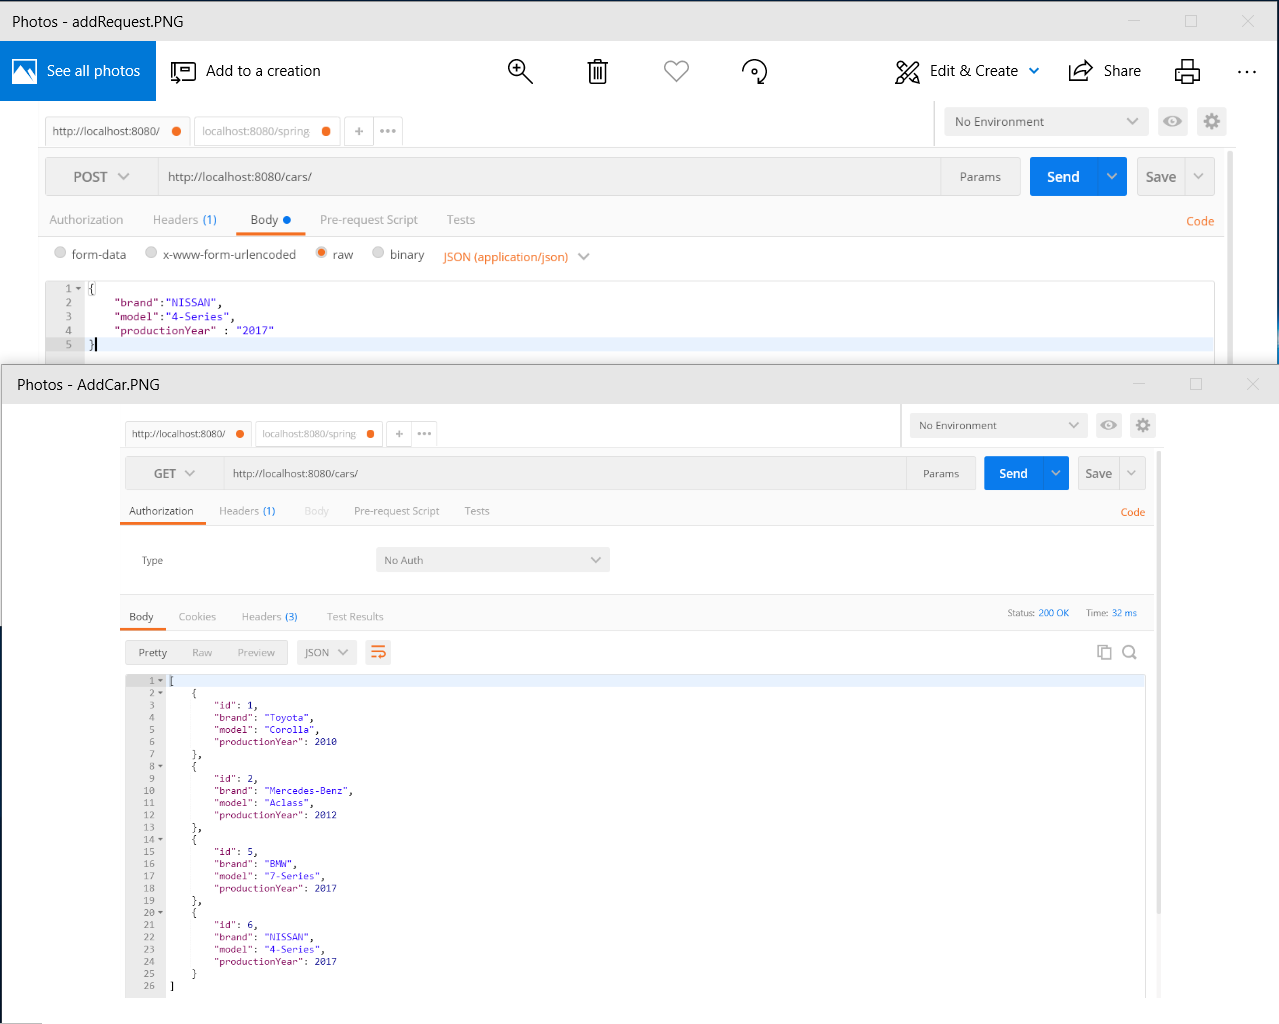 Photos - addRequest.PNG
See all photos Add to a creation Edit & Create Share
http://localhost:8080/ localhost:8080/spring + ••• No Environment
POST http://localhost:8080/cars/ Params Send Save
Authorization Headers (1) Body Pre-request Script Tests Code
form-data x-www-form-urlencoded raw binary JSON (application/json)
1 {
2 "brand":"NISSAN",
3 "model":"4-Series",
4 "productionYear" : "2017"
5 }
Photos - AddCar.PNG
http://localhost:8080/ localhost:8080/spring + ••• No Environment
GET http://localhost:8080/cars/ Params Send Save
Authorization Headers (1) Body Pre-request Script Tests Code
Type No Auth
Body Cookies Headers (3) Test Results Status: 200 OK Time: 32 ms
Pretty Raw Preview JSON
1 [
2 {
3 "id": 1,
4 "brand": "Toyota",
5 "model": "Corolla",
6 "productionYear": 2010
7 },
8 {
9 "id": 2,
10 "brand": "Mercedes-Benz",
11 "model": "Aclass",
12 "productionYear": 2012
13 },
14 {
15 "id": 5,
16 "brand": "BMW",
17 "model": "7-Series",
18 "productionYear": 2017
19 },
20 {
21 "id": 6,
22 "brand": "NISSAN",
23 "model": "4-Series",
24 "productionYear": 2017
25 }
26 ]